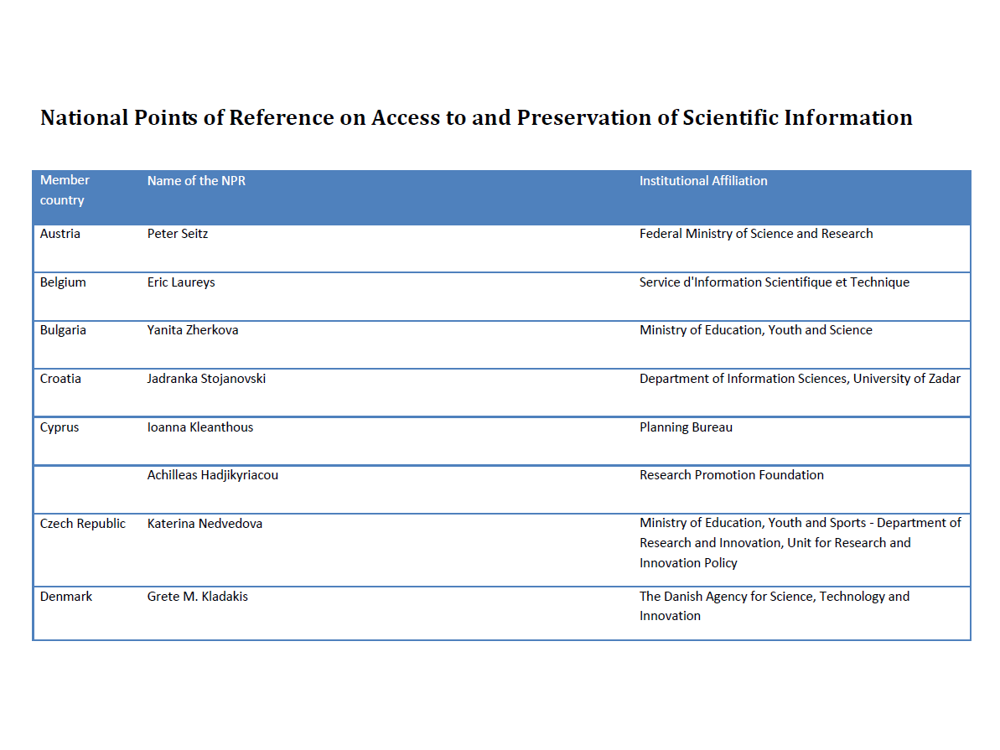 National Points of Reference on Access to and Preservation of Scientific Information
Member country Name of the NPR Institutional Affiliation
Austria Peter Seitz Federal Ministry of Science and Research
Belgium Eric Laureys Service d'Information Scientifique et Technique
Bulgaria Yanita Zherkova Ministry of Education, Youth and Science
Croatia Jadranka Stojanovski Department of Information Sciences, University of Zadar
Cyprus Ioanna Kleanthous Planning Bureau
Achilleas Hadjikyriacou Research Promotion Foundation
Czech Republic Katerina Nedvedova Ministry of Education, Youth and Sports - Department of
Research and Innovation, Unit for Research and
Innovation Policy
Denmark Grete M. Kladakis The Danish Agency for Science, Technology and
Innovation